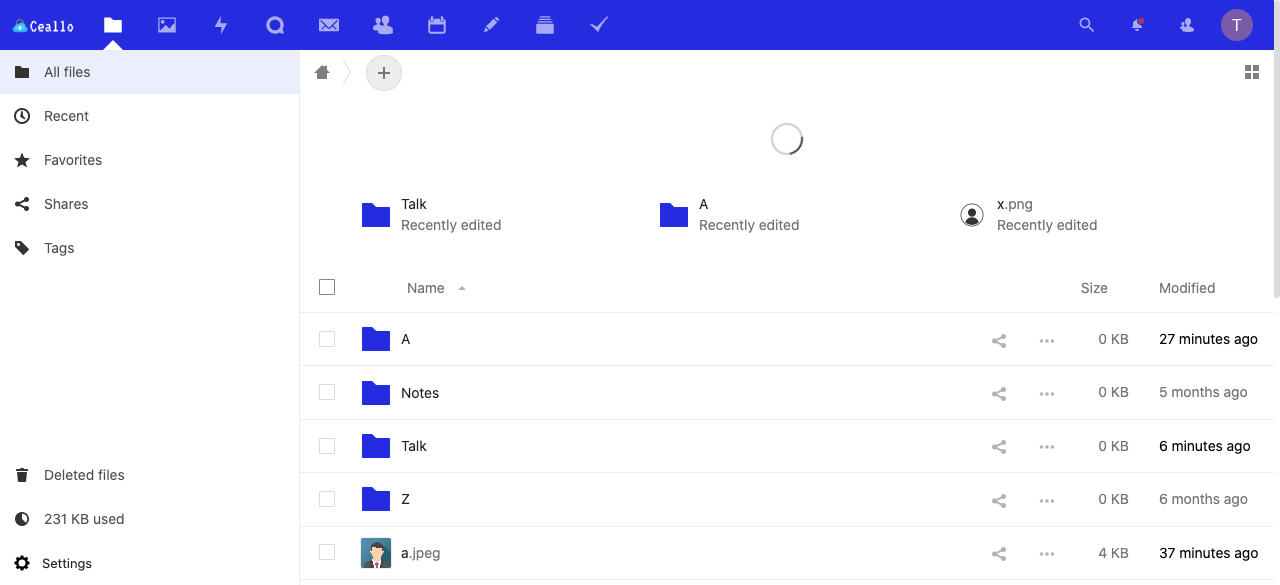 Ceallo
T
All files
Recent
Favorites
Shares
Tags
Deleted files
231 KB used
Settings
Talk
Recently edited
A
Recently edited
x.png
Recently edited
Name Size Modified
A 0 KB 27 minutes ago
Notes 0 KB 5 months ago
Talk 0 KB 6 minutes ago
Z 0 KB 6 months ago
a.jpeg 4 KB 37 minutes ago